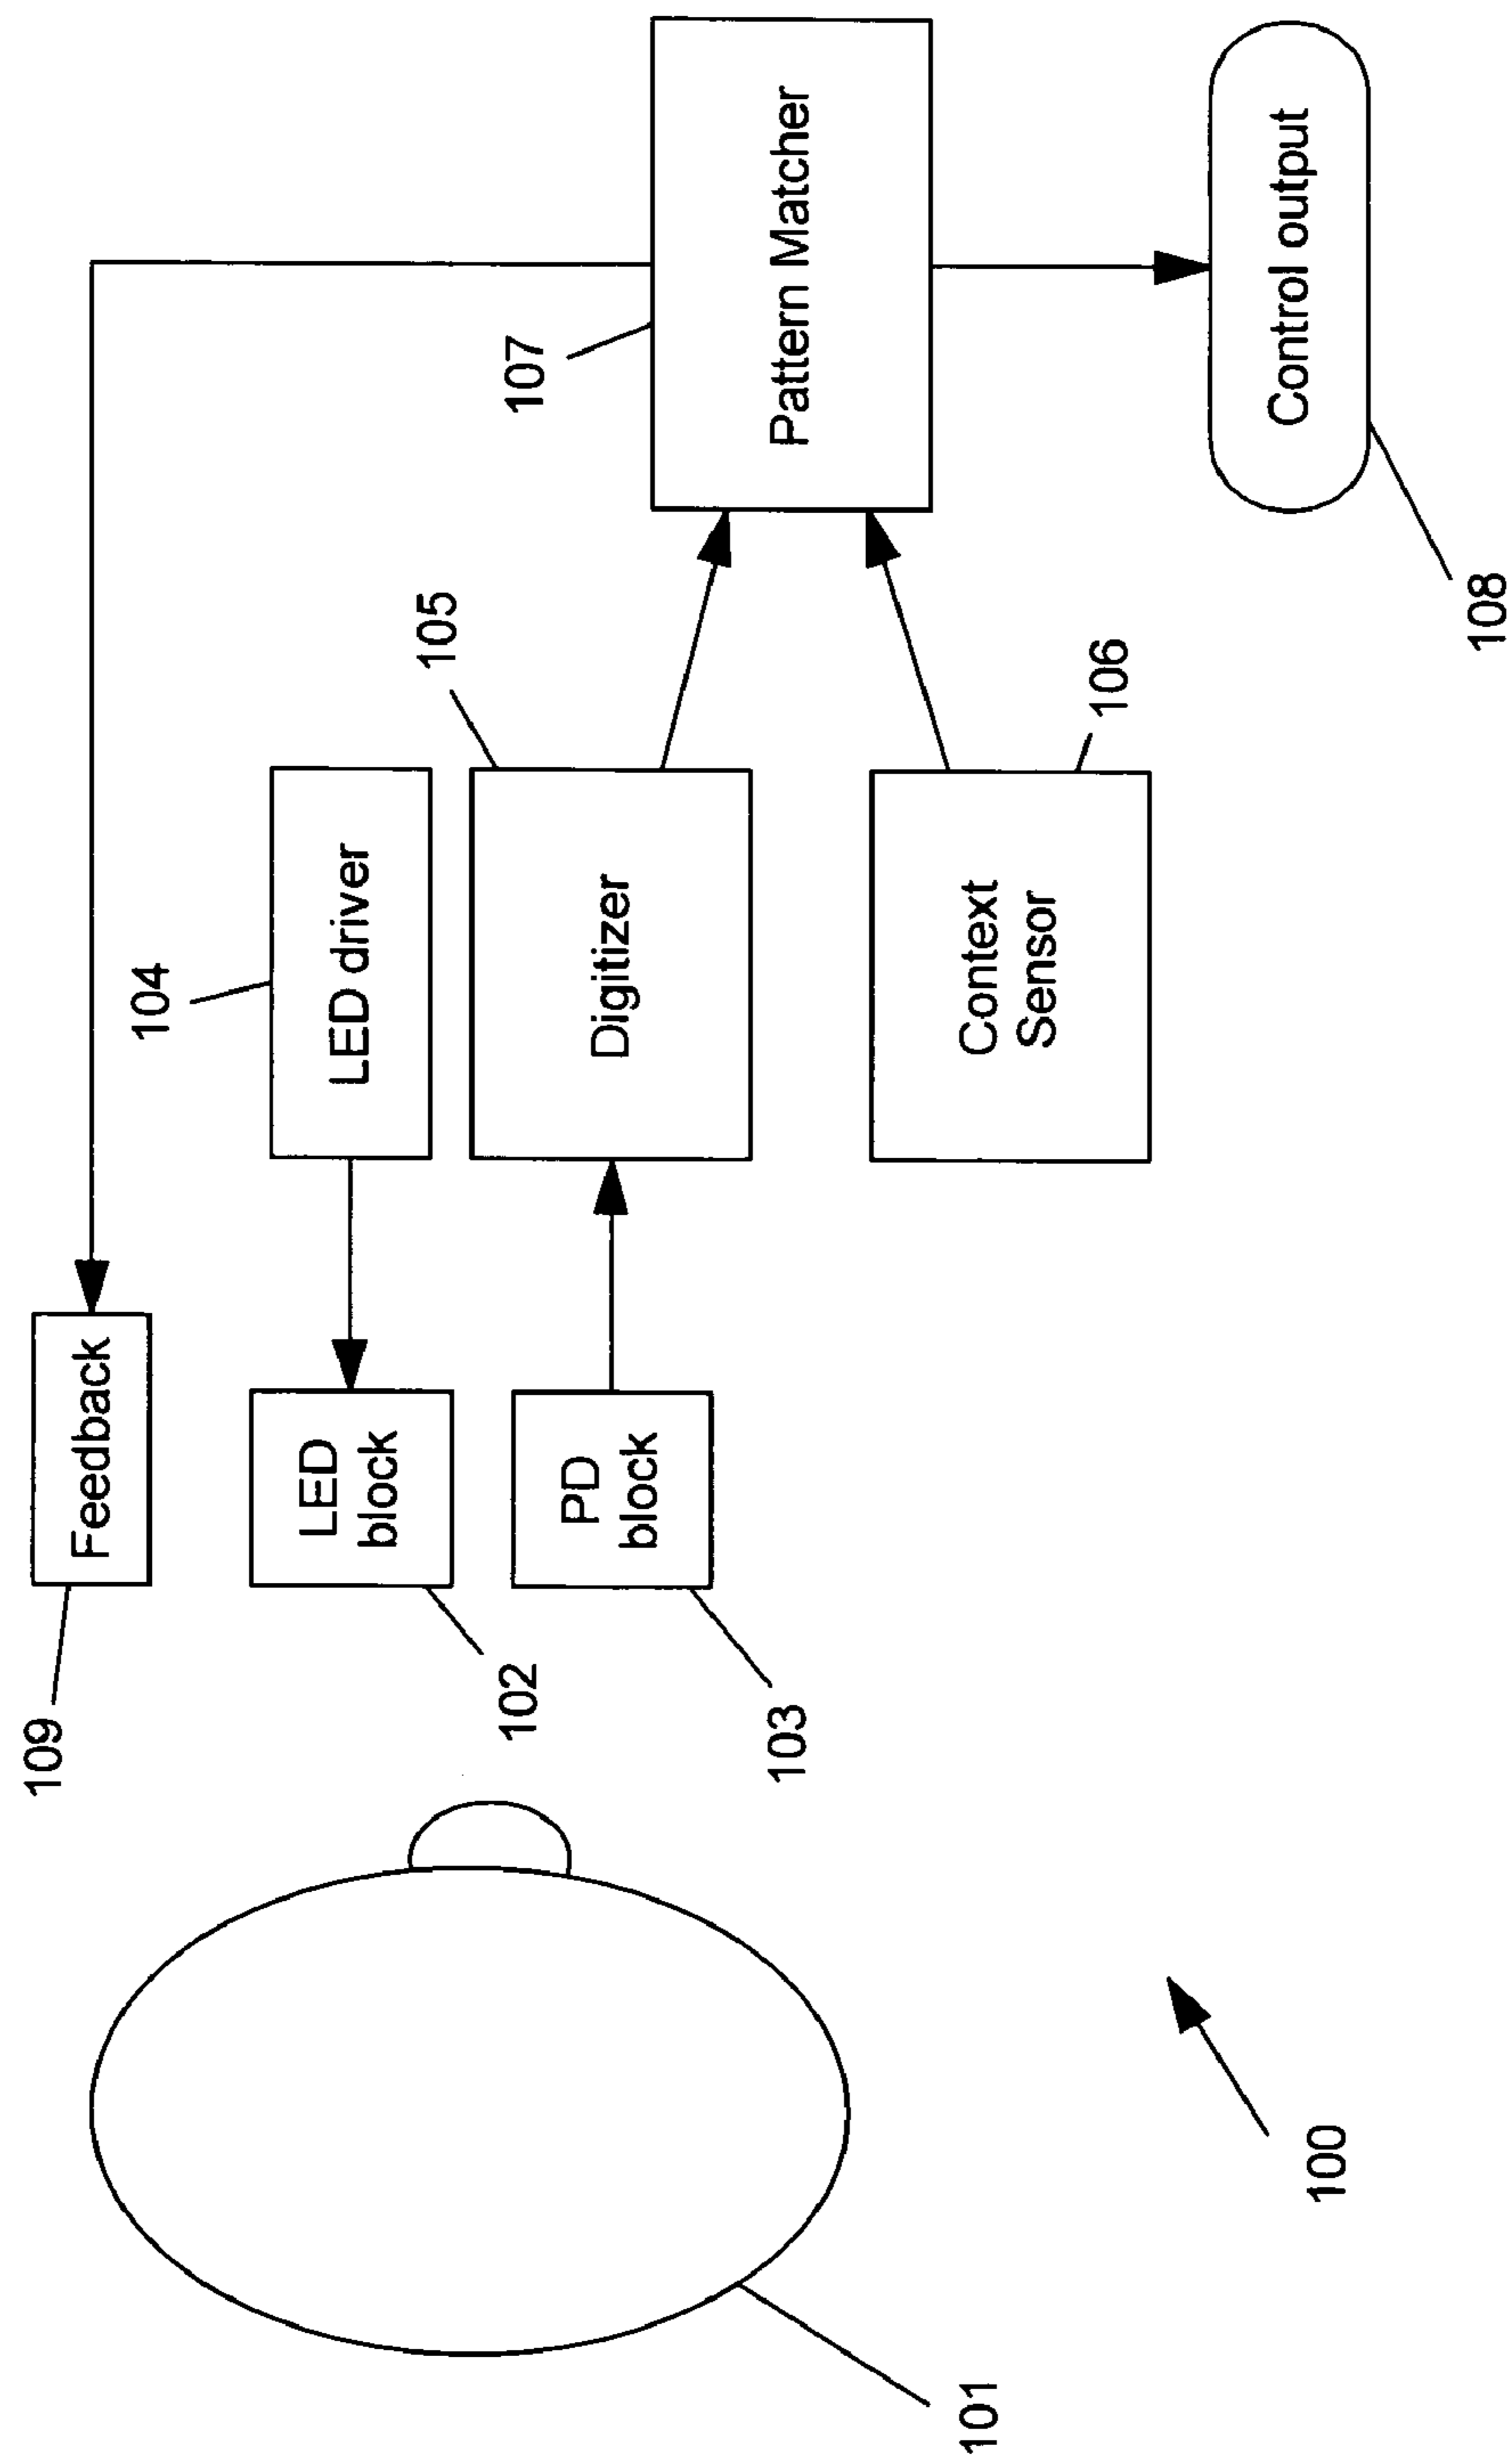 109
Feedback
104
LED driver
LED
block
102
105
Digitizer
PD
block
103
107
Pattern Matcher
Context
Sensor
106
Control output
108
101
100